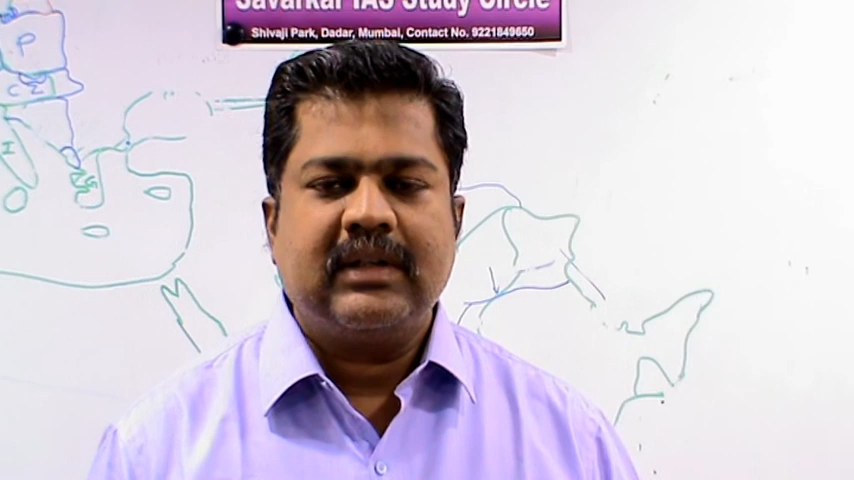 Savarkar IAS Study Circle
Shivaji Park, Dadar, Mumbai, Contact No. 9221849650
P
C Σ
H